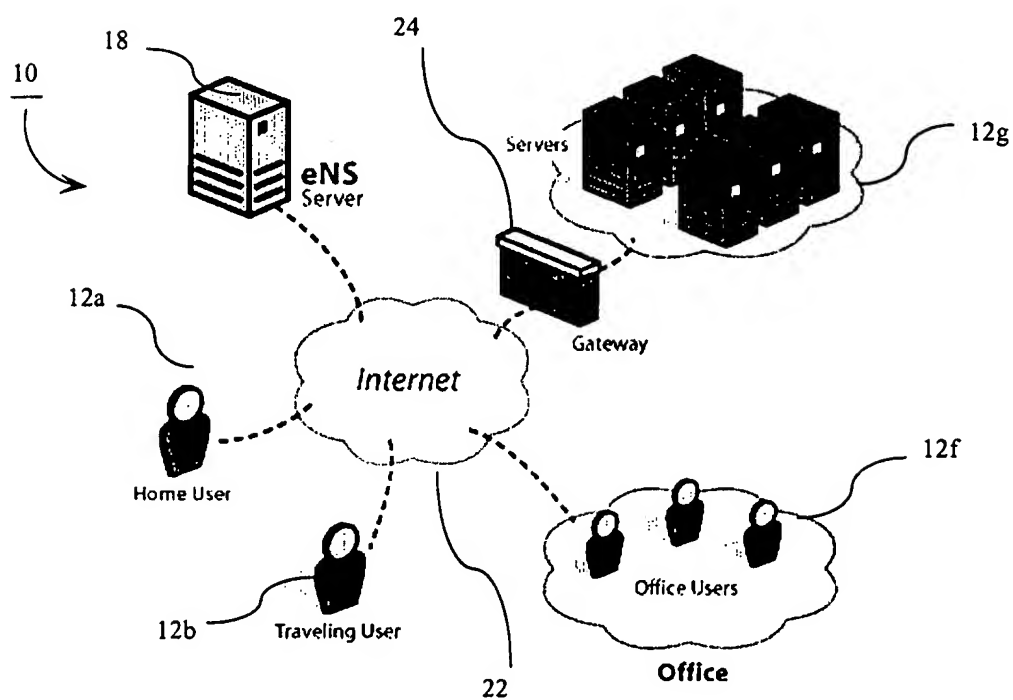 24
18
10
12g
Servers
eNS
Server
12a
Gateway
Internet
12f
Home User
Office Users
12b
Traveling User
Office
22